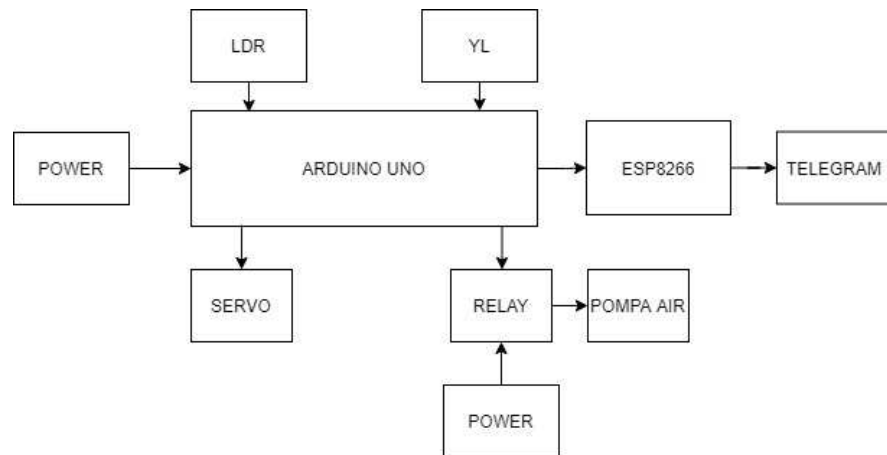 LDR
YL
POWER
ARDUINO UNO
ESP8266
TELEGRAM
SERVO
RELAY
POMPA AIR
POWER